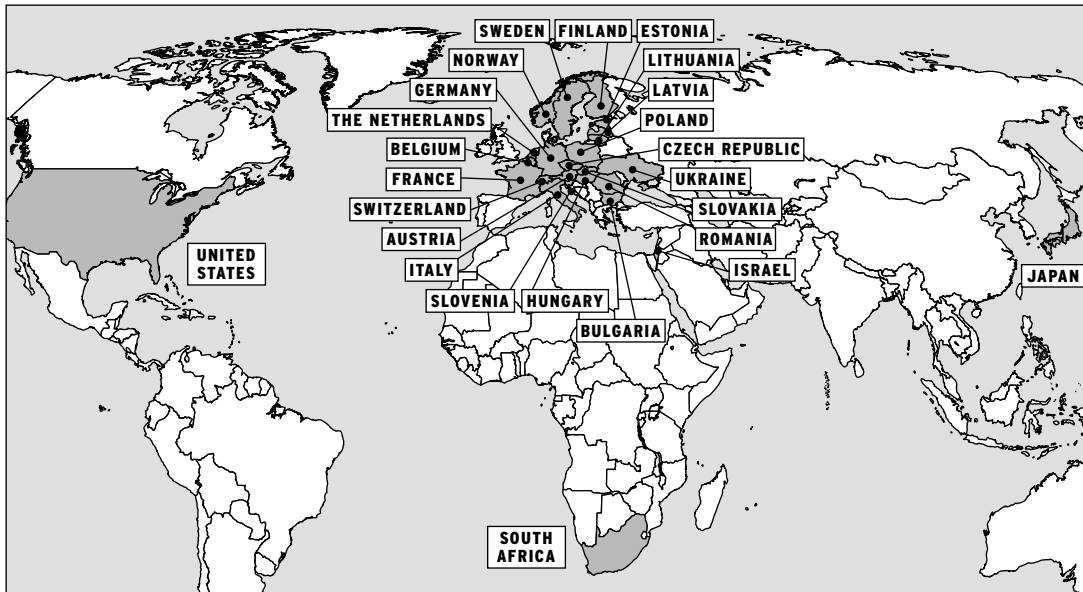 SWEDEN
FINLAND
ESTONIA
NORWAY
LITHUANIA
GERMANY
LATVIA
THE NETHERLANDS
POLAND
BELGIUM
CZECH REPUBLIC
FRANCE
UKRAINE
SWITZERLAND
SLOVAKIA
AUSTRIA
ROMANIA
UNITED
STATES
ITALY
ISRAEL
JAPAN
SLOVENIA
HUNGARY
BULGARIA
SOUTH
AFRICA